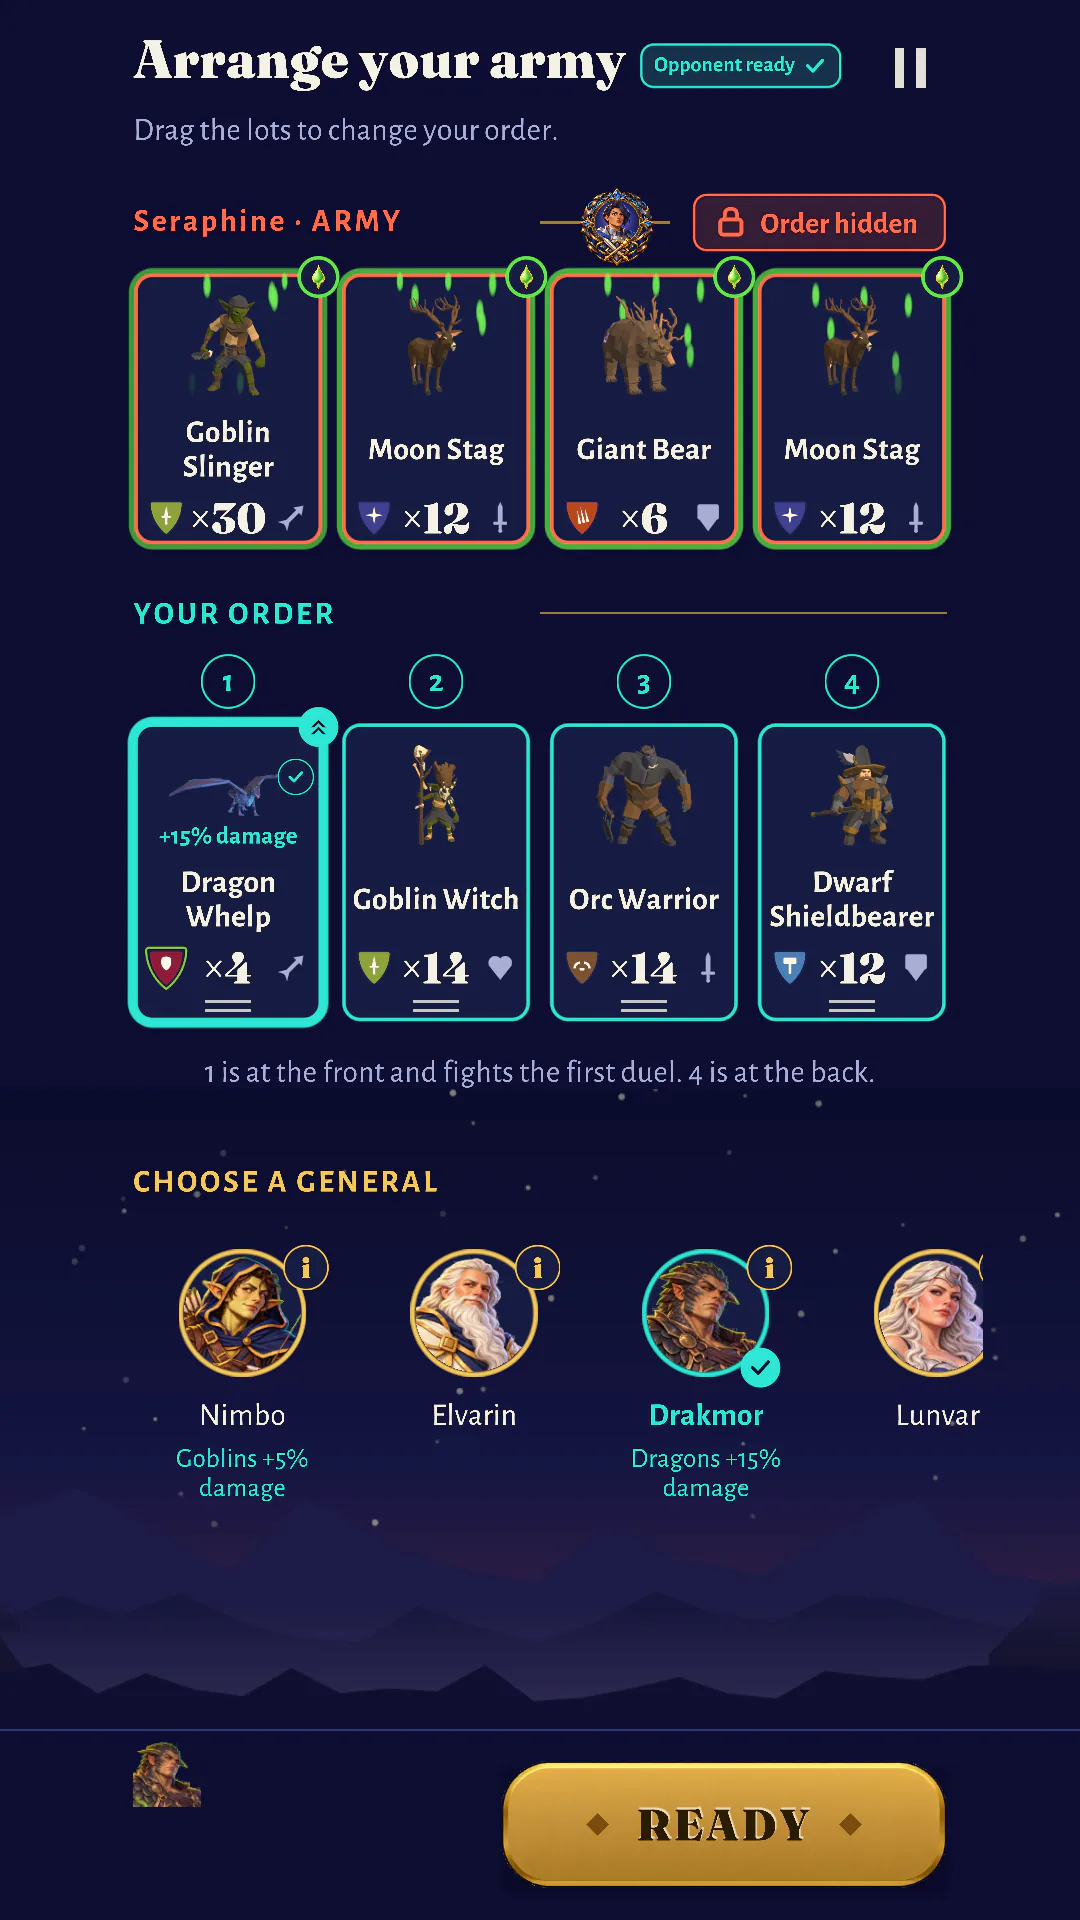 Arrange your army
Opponent ready
Drag the lots to change your order.
Seraphine · ARMY
Order hidden
Goblin
Slinger
×30
Moon Stag
×12
Giant Bear
×6
Moon Stag
×12
YOUR ORDER
1
2
3
4
+15% damage
Dragon
Whelp
×4
Goblin Witch
×14
Orc Warrior
×14
Dwarf
Shieldbearer
×12
1 is at the front and fights the first duel. 4 is at the back.
CHOOSE A GENERAL
i
i
i
Nimbo
Goblins +5%
damage
Elvarin
Drakmor
Dragons +15%
damage
Lunvar
READY